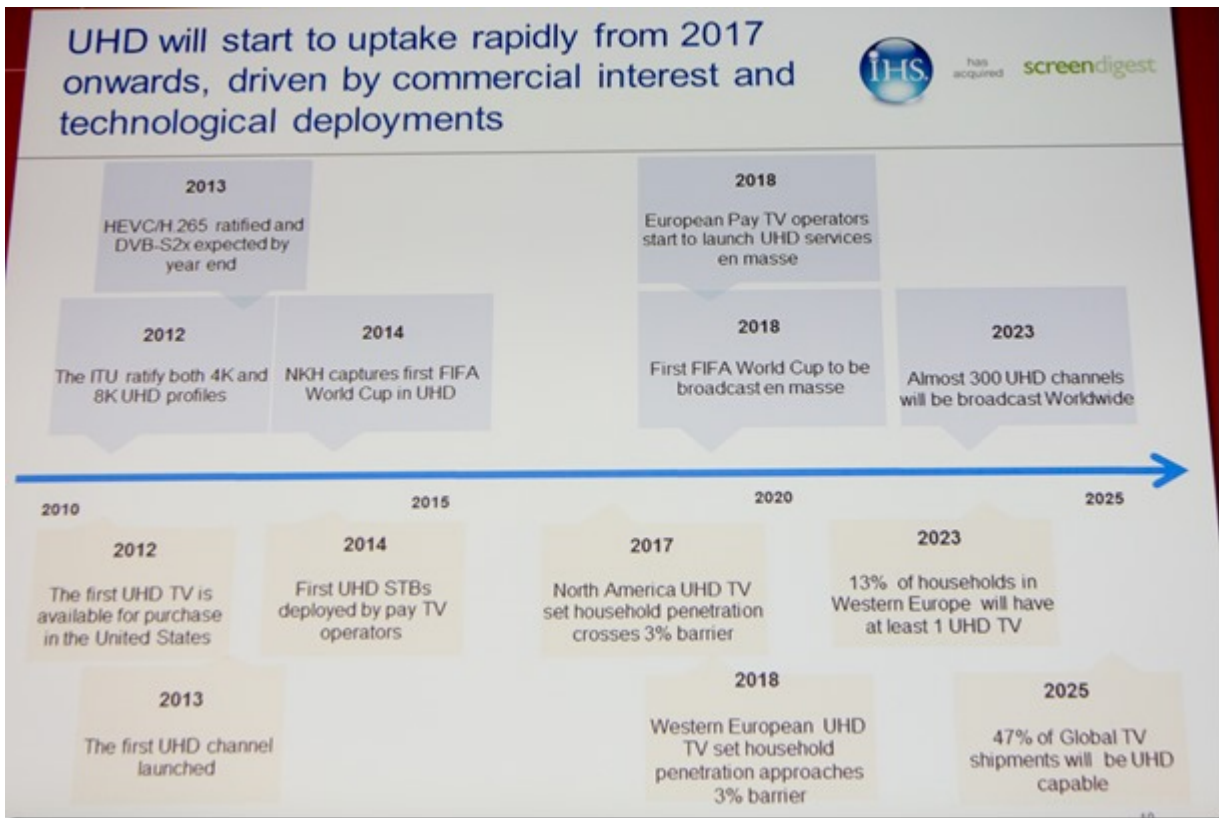 UHD will start to uptake rapidly from 2017
onwards, driven by commercial interest and
technological deployments
IHS.
has
acquired
screendigest
2013
HEVC/H.265 ratified and
DVB-S2x expected by
year end
2018
European Pay TV operators
start to launch UHD services
en masse
2012
The ITU ratify both 4K and
8K UHD profiles
2014
NKH captures first FIFA
World Cup in UHD
2018
First FIFA World Cup to be
broadcast en masse
2023
Almost 300 UHD channels
will be broadcast Worldwide
2010
2015
2020
2025
2012
The first UHD TV is
available for purchase
in the United States
2014
First UHD STBs
deployed by pay TV
operators
2017
North America UHD TV
set household penetration
crosses 3% barrier
2023
13% of households in
Western Europe will have
at least 1 UHD TV
2013
The first UHD channel
launched
2018
Western European UHD
TV set household
penetration approaches
3% barrier
2025
47% of Global TV
shipments will be UHD
capable